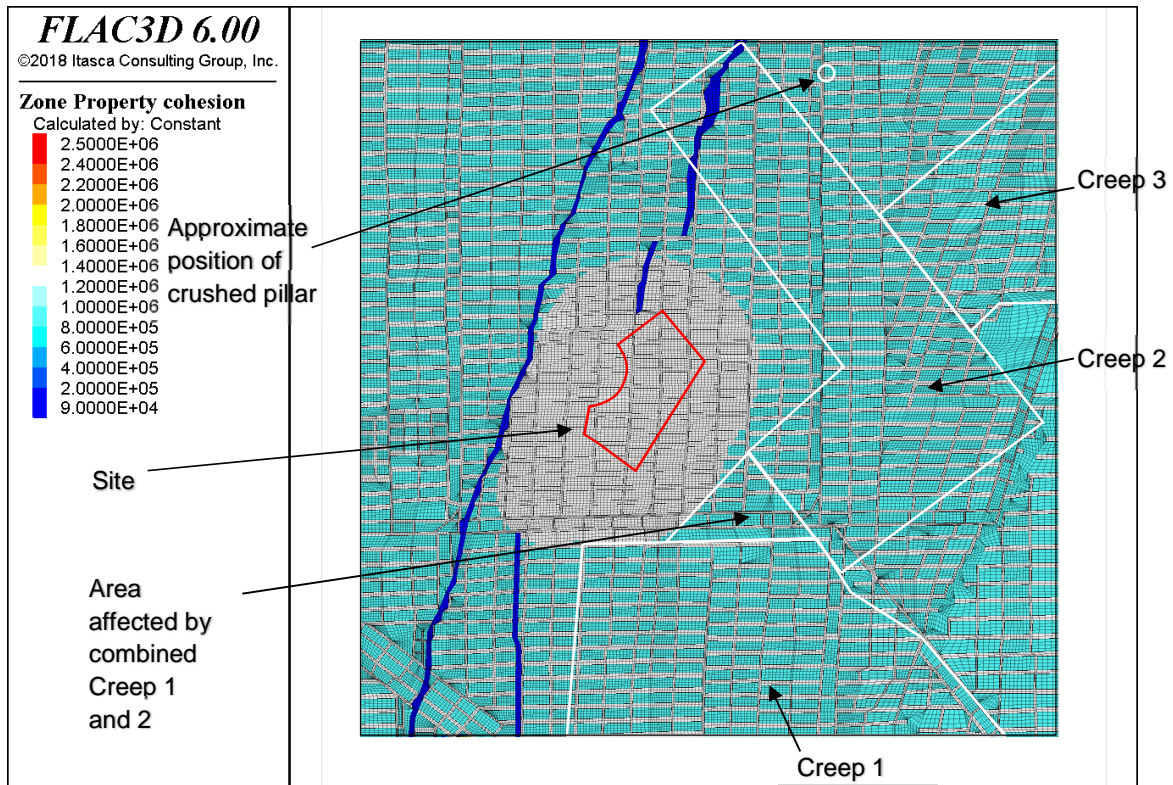 FLAC3D 6.00
©2018 Itasca Consulting Group, Inc.
Zone Property cohesion
Calculated by: Constant
2.5000E+06
2.4000E+06
2.2000E+06
2.0000E+06
1.8000E+06
1.6000E+06
1.4000E+06
1.2000E+06
1.0000E+06
8.0000E+05
6.0000E+05
4.0000E+05
2.0000E+05
9.0000E+04
Approximate
position of
crushed pillar
Site
Area
affected by
combined
Creep 1
and 2
Creep 3
Creep 2
Creep 1